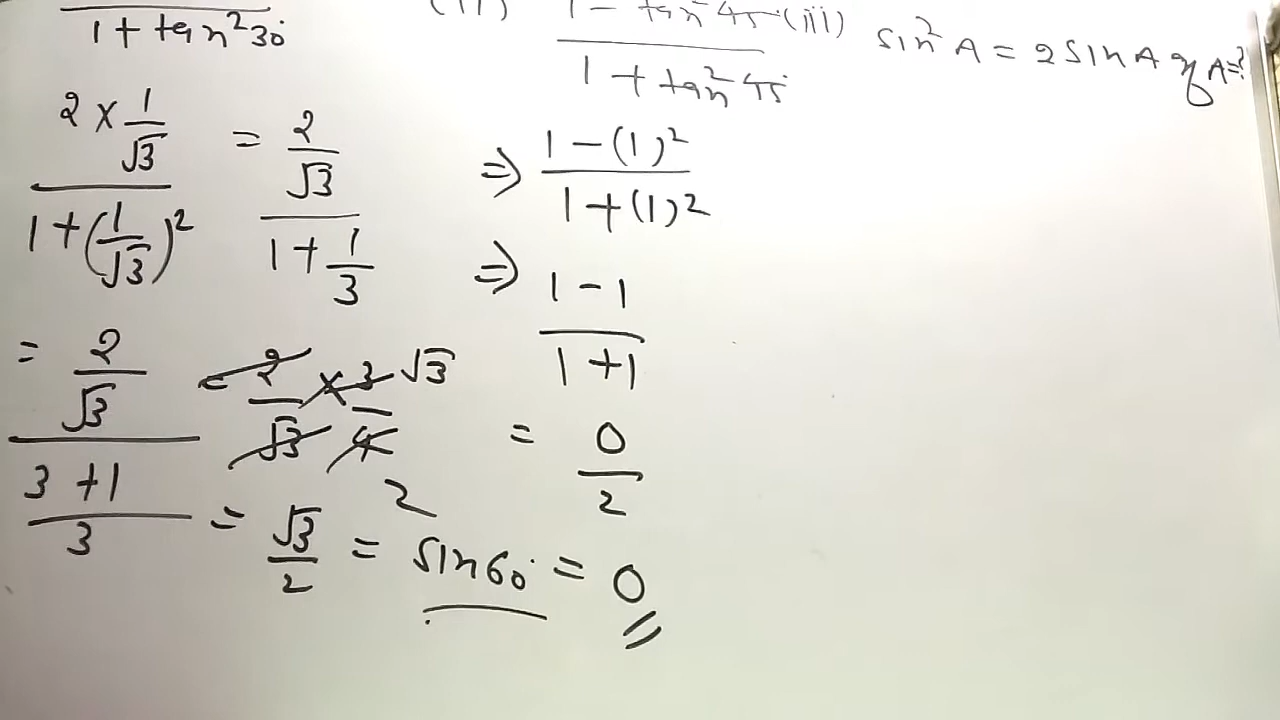 1 + tan²30°
(ii) 1 - tan²45° / 1 + tan²45°
(iii) sin²A = 2 sin A if A = ?
2 × 1/√3 / 1 + (1/√3)² = 2/√3 / 1 + 1/3
= 2/√3 / 3 + 1 / 3 = 2/√3 × 3/4 √3 2
= √3/2 = sin60°
⇒ 1 - (1)² / 1 + (1)²
⇒ 1 - 1 / 1 + 1
= 0/2
= 0